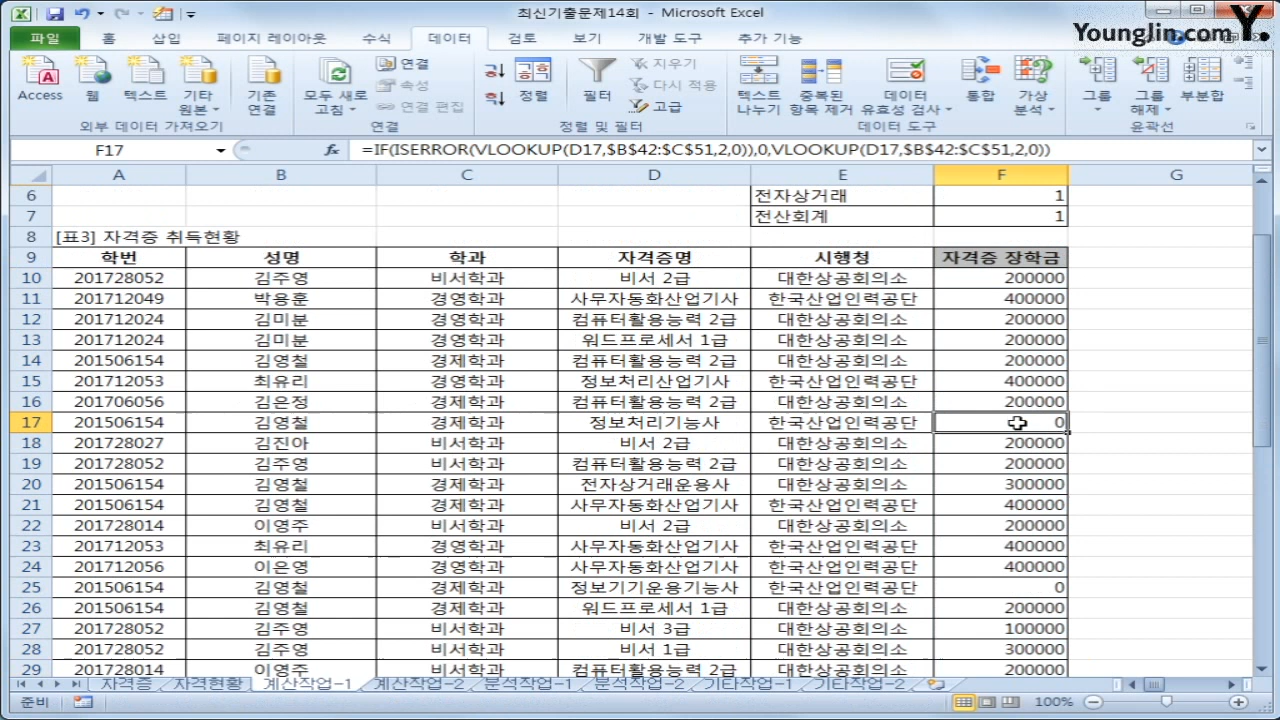 최신기출문제14회 - Microsoft Excel
Younglin.com Y.
파일 홈 삽입 페이지 레이아웃 수식 데이터 검토 보기 개발 도구 추가 기능
Access 웹 텍스트 기타 원본 기존 연결 모두 새로 고침 연결 속성 연결 편집 정렬 필터 지우기 다시 적용 고급 텍스트 나누기 중복된 항목 제거 데이터 유효성 검사 통합 가상 분석 그룹 그룹 해제 부분합
외부 데이터 가져오기 연결 정렬 및 필터 데이터 도구 윤곽선
F17 fx =IF(ISERROR(VLOOKUP(D17,$B$42:$C$51,2,0)),0,VLOOKUP(D17,$B$42:$C$51,2,0))
A B C D E F G
6 전자상거래 1
7 전산회계 1
8 [표3] 자격증 취득현황
9 학번 성명 학과 자격증명 시행청 자격증 장학금
10 201728052 김주영 비서학과 비서 2급 대한상공회의소 200000
11 201712049 박용훈 경영학과 사무자동화산업기사 한국산업인력공단 400000
12 201712024 김미분 경영학과 컴퓨터활용능력 2급 대한상공회의소 200000
13 201712024 김미분 경영학과 워드프로세서 1급 대한상공회의소 200000
14 201506154 김영철 경제학과 컴퓨터활용능력 2급 대한상공회의소 200000
15 201712053 최유리 경영학과 정보처리산업기사 한국산업인력공단 400000
16 201706056 김은정 경제학과 컴퓨터활용능력 2급 대한상공회의소 200000
17 201506154 김영철 경제학과 정보처리기능사 한국산업인력공단 0
18 201728027 김진아 비서학과 비서 2급 대한상공회의소 200000
19 201728052 김주영 비서학과 컴퓨터활용능력 2급 대한상공회의소 200000
20 201506154 김영철 경제학과 전자상거래운용사 대한상공회의소 300000
21 201506154 김영철 경제학과 사무자동화산업기사 한국산업인력공단 400000
22 201728014 이영주 비서학과 비서 2급 대한상공회의소 200000
23 201712053 최유리 경영학과 사무자동화산업기사 한국산업인력공단 400000
24 201712056 이은영 경영학과 사무자동화산업기사 한국산업인력공단 400000
25 201506154 김영철 경제학과 정보기기운용기능사 한국산업인력공단 0
26 201506154 김영철 경제학과 워드프로세서 1급 대한상공회의소 200000
27 201728052 김주영 비서학과 비서 3급 대한상공회의소 100000
28 201728052 김주영 비서학과 비서 1급 대한상공회의소 300000
29 201728014 이영주 비서학과 컴퓨터활용능력 2급 대한상공회의소 200000
자격증 자격현황 계산작업-1 계산작업-2 분석작업-1 분석작업-2 기타작업-1 기타작업-2
준비 100%